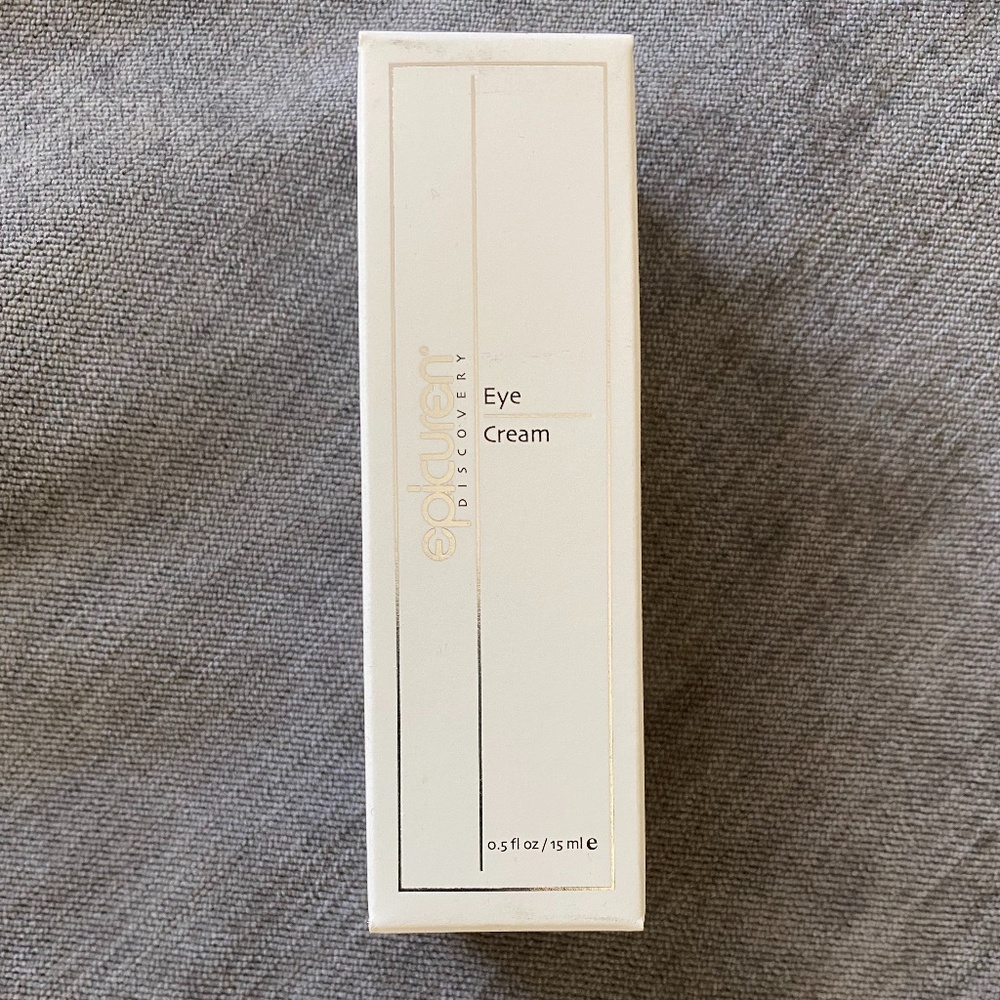 epicuren®
DISCOVERY
Eye
Cream
0.5 fl oz / 15 ml ℮